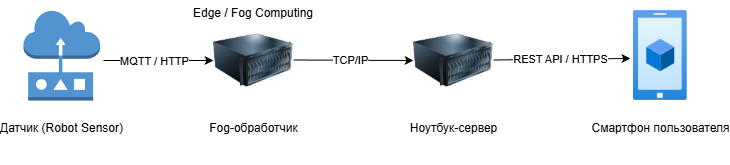 Edge / Fog Computing
MQTT / HTTP
TCP/IP
REST API / HTTPS
Датчик (Robot Sensor)
Fog-обработчик
Ноутбук-сервер
Смартфон пользователя